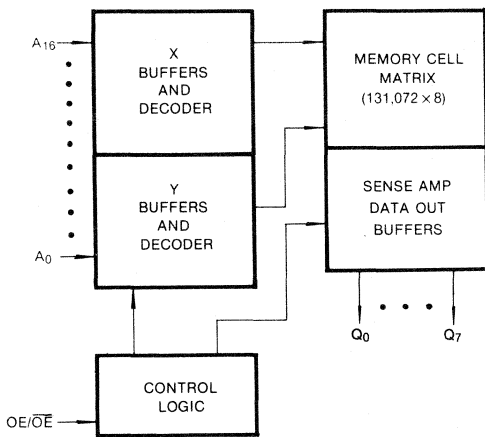 A16
X
BUFFERS
AND
DECODER
MEMORY CELL
MATRIX
(131,072 × 8)
Y
BUFFERS
AND
DECODER
SENSE AMP
DATA OUT
BUFFERS
A0
Q0
Q7
CONTROL
LOGIC
OE/O̅E̅